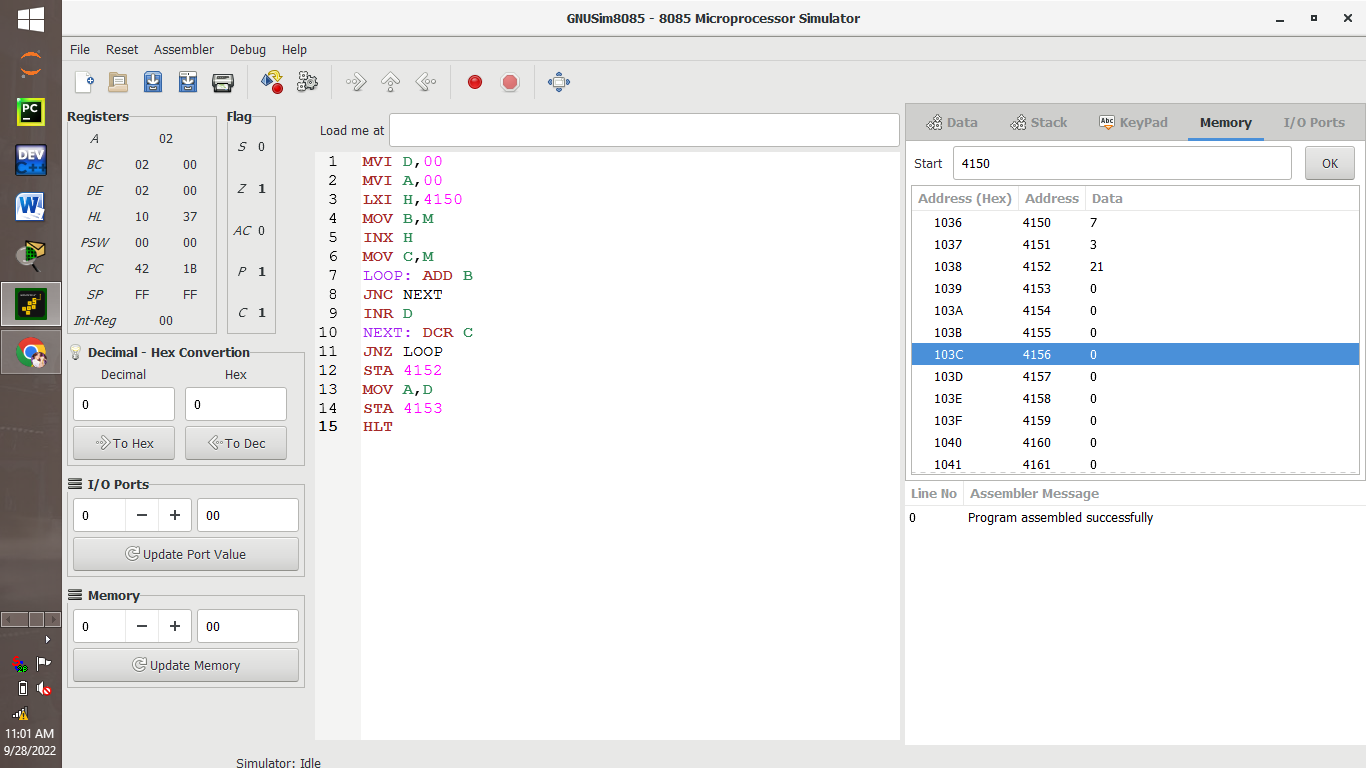 GNUSim8085 - 8085 Microprocessor Simulator
File Reset Assembler Debug Help
Registers
A 02
BC 02 00
DE 02 00
HL 10 37
PSW 00 00
PC 42 1B
SP FF FF
Int-Reg 00
Flag
S 0
Z 1
AC 0
P 1
C 1
Decimal - Hex Convertion
Decimal Hex
0 0
To Hex To Dec
I/O Ports
0 − + 00
Update Port Value
Memory
0 − + 00
Update Memory
Load me at
1 MVI D,00
2 MVI A,00
3 LXI H,4150
4 MOV B,M
5 INX H
6 MOV C,M
7 LOOP: ADD B
8 JNC NEXT
9 INR D
10 NEXT: DCR C
11 JNZ LOOP
12 STA 4152
13 MOV A,D
14 STA 4153
15 HLT
Data Stack Abc KeyPad Memory I/O Ports
Start 4150 OK
Address (Hex) Address Data
1036 4150 7
1037 4151 3
1038 4152 21
1039 4153 0
103A 4154 0
103B 4155 0
103C 4156 0
103D 4157 0
103E 4158 0
103F 4159 0
1040 4160 0
1041 4161 0
Line No Assembler Message
0 Program assembled successfully
Simulator: Idle
PC
DEV
C++
W
11:01 AM
9/28/2022